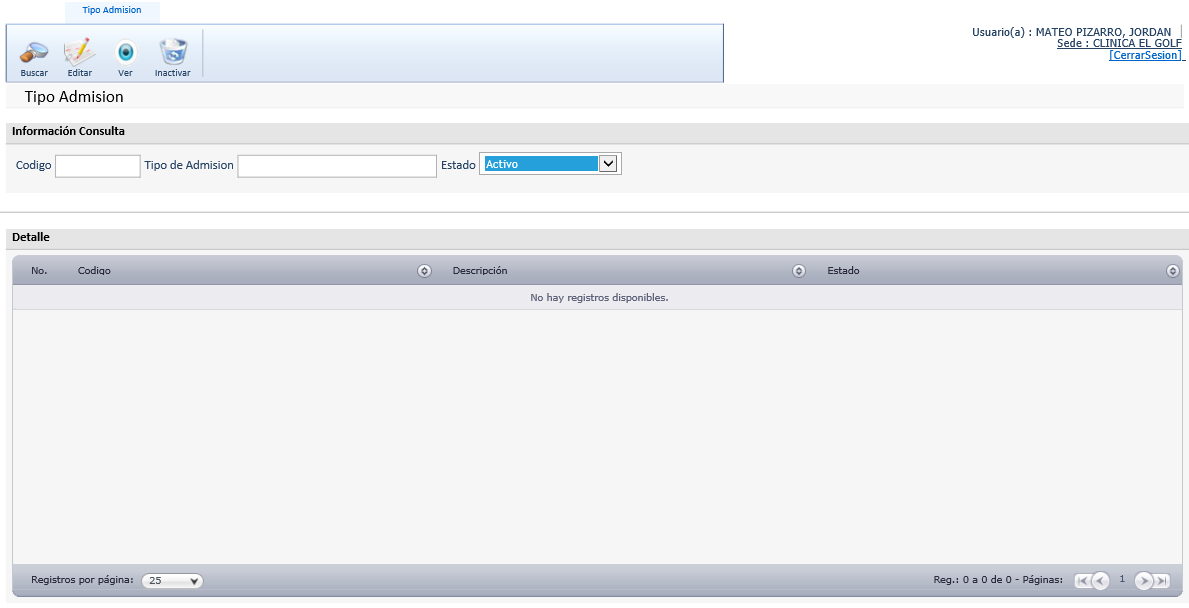 Tipo Admision
Usuario(a) : MATEO PIZARRO, JORDAN
Sede : CLINICA EL GOLF
[CerrarSesion]
Buscar Editar Ver Inactivar
Tipo Admision
Información Consulta
Codigo Tipo de Admision Estado Activo
Detalle
No. Codigo Descripción Estado
No hay registros disponibles.
Registros por página: 25 Reg.: 0 a 0 de 0 - Páginas: 1